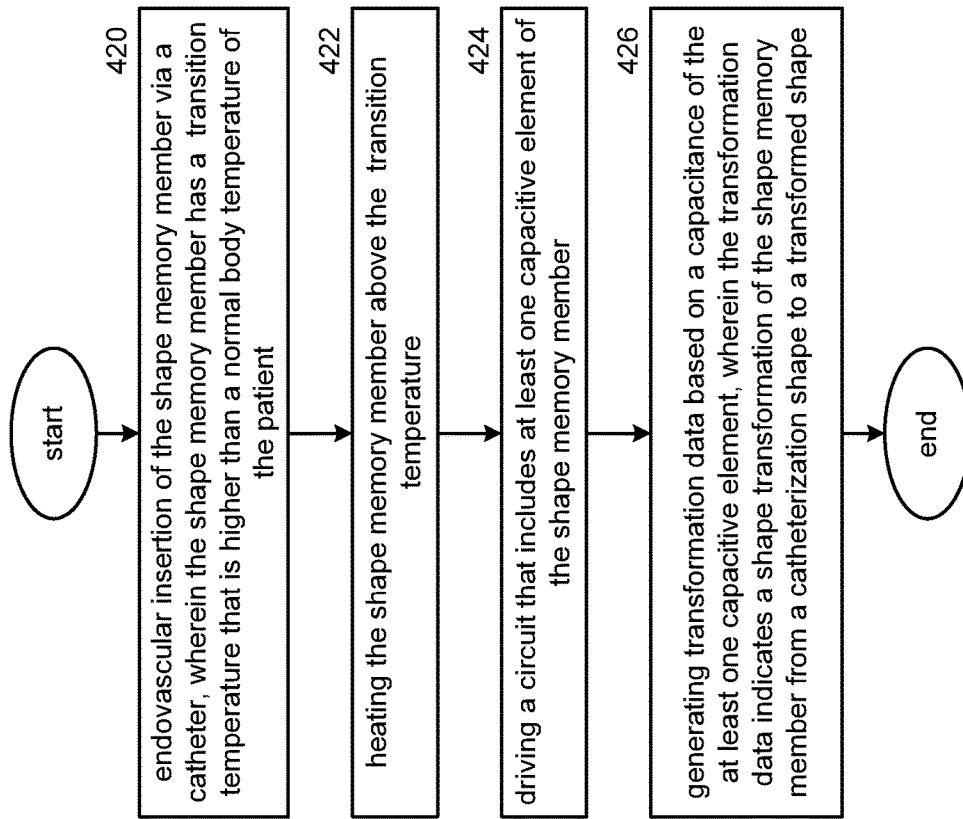 start
420
endovascular insertion of the shape memory member via a
catheter, wherein the shape memory member has a transition
temperature that is higher than a normal body temperature of
the patient
422
heating the shape memory member above the transition
temperature
424
driving a circuit that includes at least one capacitive element of
the shape memory member
426
generating transformation data based on a capacitance of the
at least one capacitive element, wherein the transformation
data indicates a shape transformation of the shape memory
member from a catheterization shape to a transformed shape
end